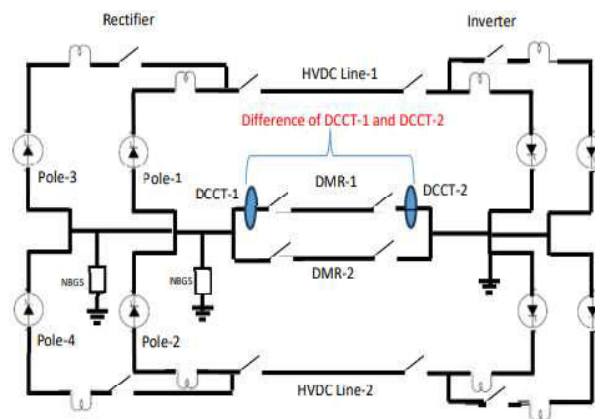 Rectifier
Inverter
HVDC Line-1
Difference of DCCT-1 and DCCT-2
Pole-3
Pole-1
DCCT-1
DMR-1
DCCT-2
NBGS
NBGS
DMR-2
Pole-4
Pole-2
HVDC Line-2